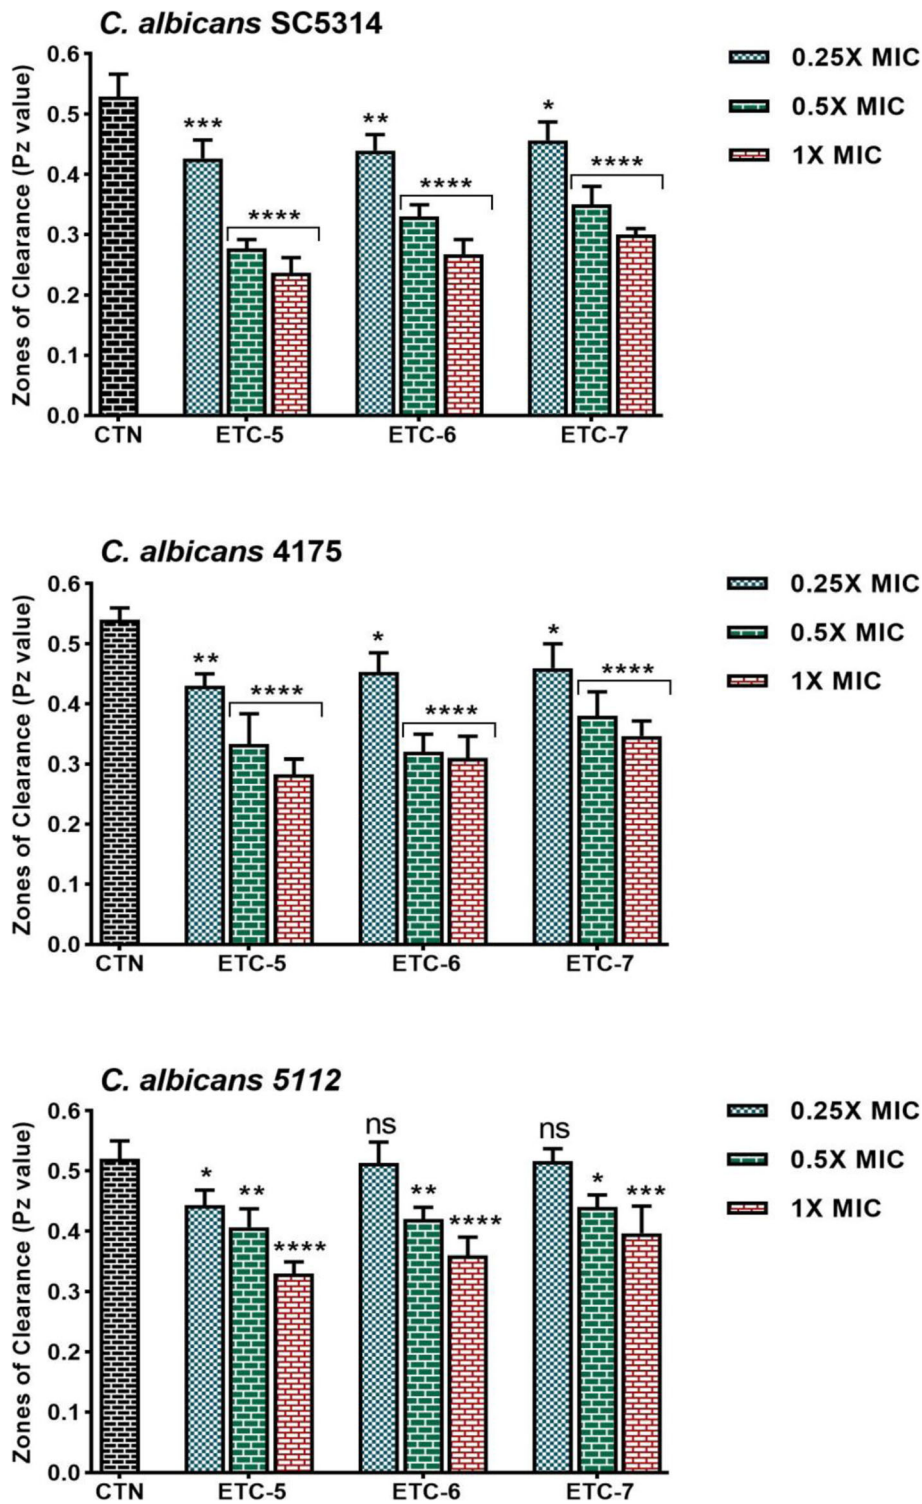 C. albicans SC5314
Zones of Clearance (Pz value)
0.6
0.5
0.4
0.3
0.2
0.1
0.0
***
****
**
****
*
****
CTN ETC-5 ETC-6 ETC-7
0.25X MIC
0.5X MIC
1X MIC
C. albicans 4175
Zones of Clearance (Pz value)
0.6
0.5
0.4
0.3
0.2
0.1
0.0
**
****
*
****
*
****
CTN ETC-5 ETC-6 ETC-7
0.25X MIC
0.5X MIC
1X MIC
C. albicans 5112
Zones of Clearance (Pz value)
0.6
0.5
0.4
0.3
0.2
0.1
0.0
*
**
****
ns
**
****
ns
*
***
CTN ETC-5 ETC-6 ETC-7
0.25X MIC
0.5X MIC
1X MIC